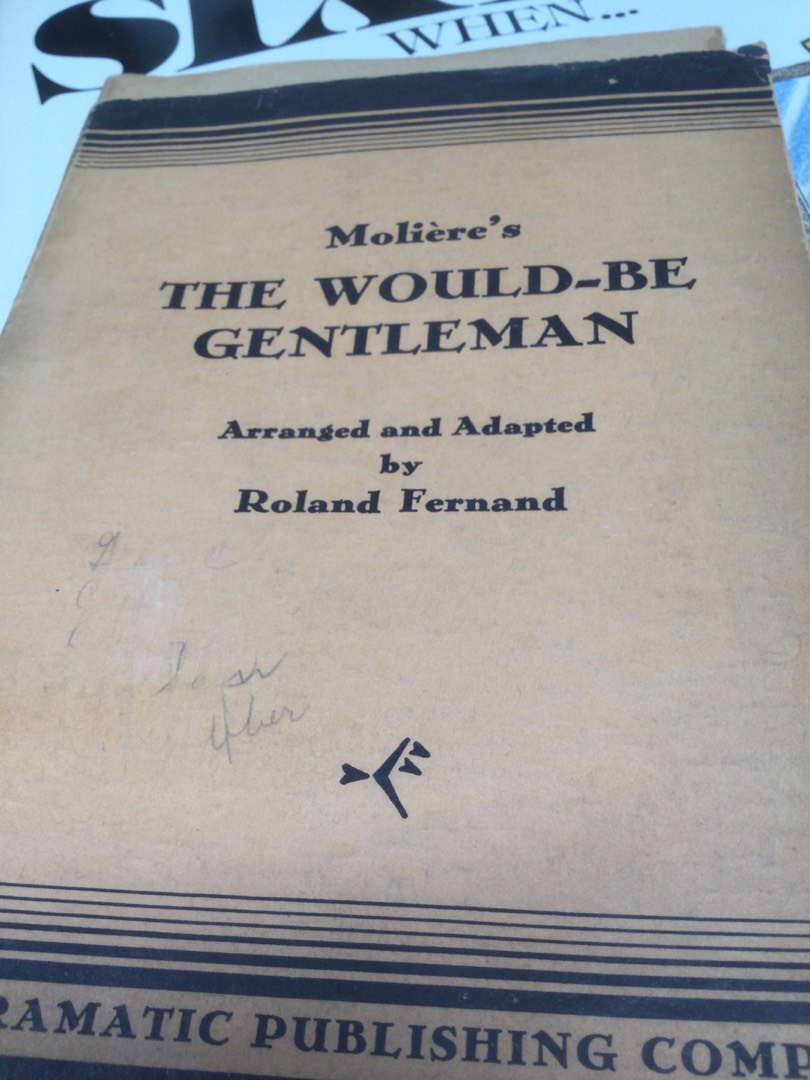 WHEN...
Molière's
THE WOULD-BE
GENTLEMAN
Arranged and Adapted
by
Roland Fernand
RAMATIC PUBLISHING COMP